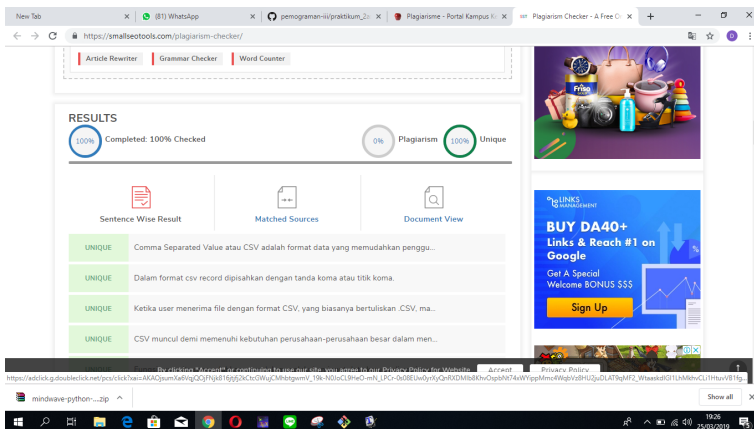 New Tab
(81) WhatsApp
pemograman-iii/praktikum_2a
Plagiarisme - Portal Kampus K
Plagiarism Checker - A Free O
https://smallseotools.com/plagiarism-checker/
Article Rewriter
Grammar Checker
Word Counter
RESULTS
100%
Completed: 100% Checked
0%
Plagiarism
100%
Unique
Sentence Wise Result
Matched Sources
Document View
UNIQUE
Comma Separated Value atau CSV adalah format data yang memudahkan penggu...
UNIQUE
Dalam format csv record dipisahkan dengan tanda koma atau titik koma.
UNIQUE
Ketika user menerima file dengan format CSV, yang biasanya bertuliskan .CSV, ma...
UNIQUE
CSV muncul demi memenuhi kebutuhan perusahaan-perusahaan besar dalam men...
By clicking "Accept" or continuing to use our site, you agree to our Privacy Policy for Website
Accept
Privacy Policy
Friso
LINKS
MANAGEMENT
BUY DA40+
Links & Reach #1 on
Google
Get A Special
Welcome BONUS $$$
Sign Up
mindwave-python-....zip
Show all
19:26
25/03/2019